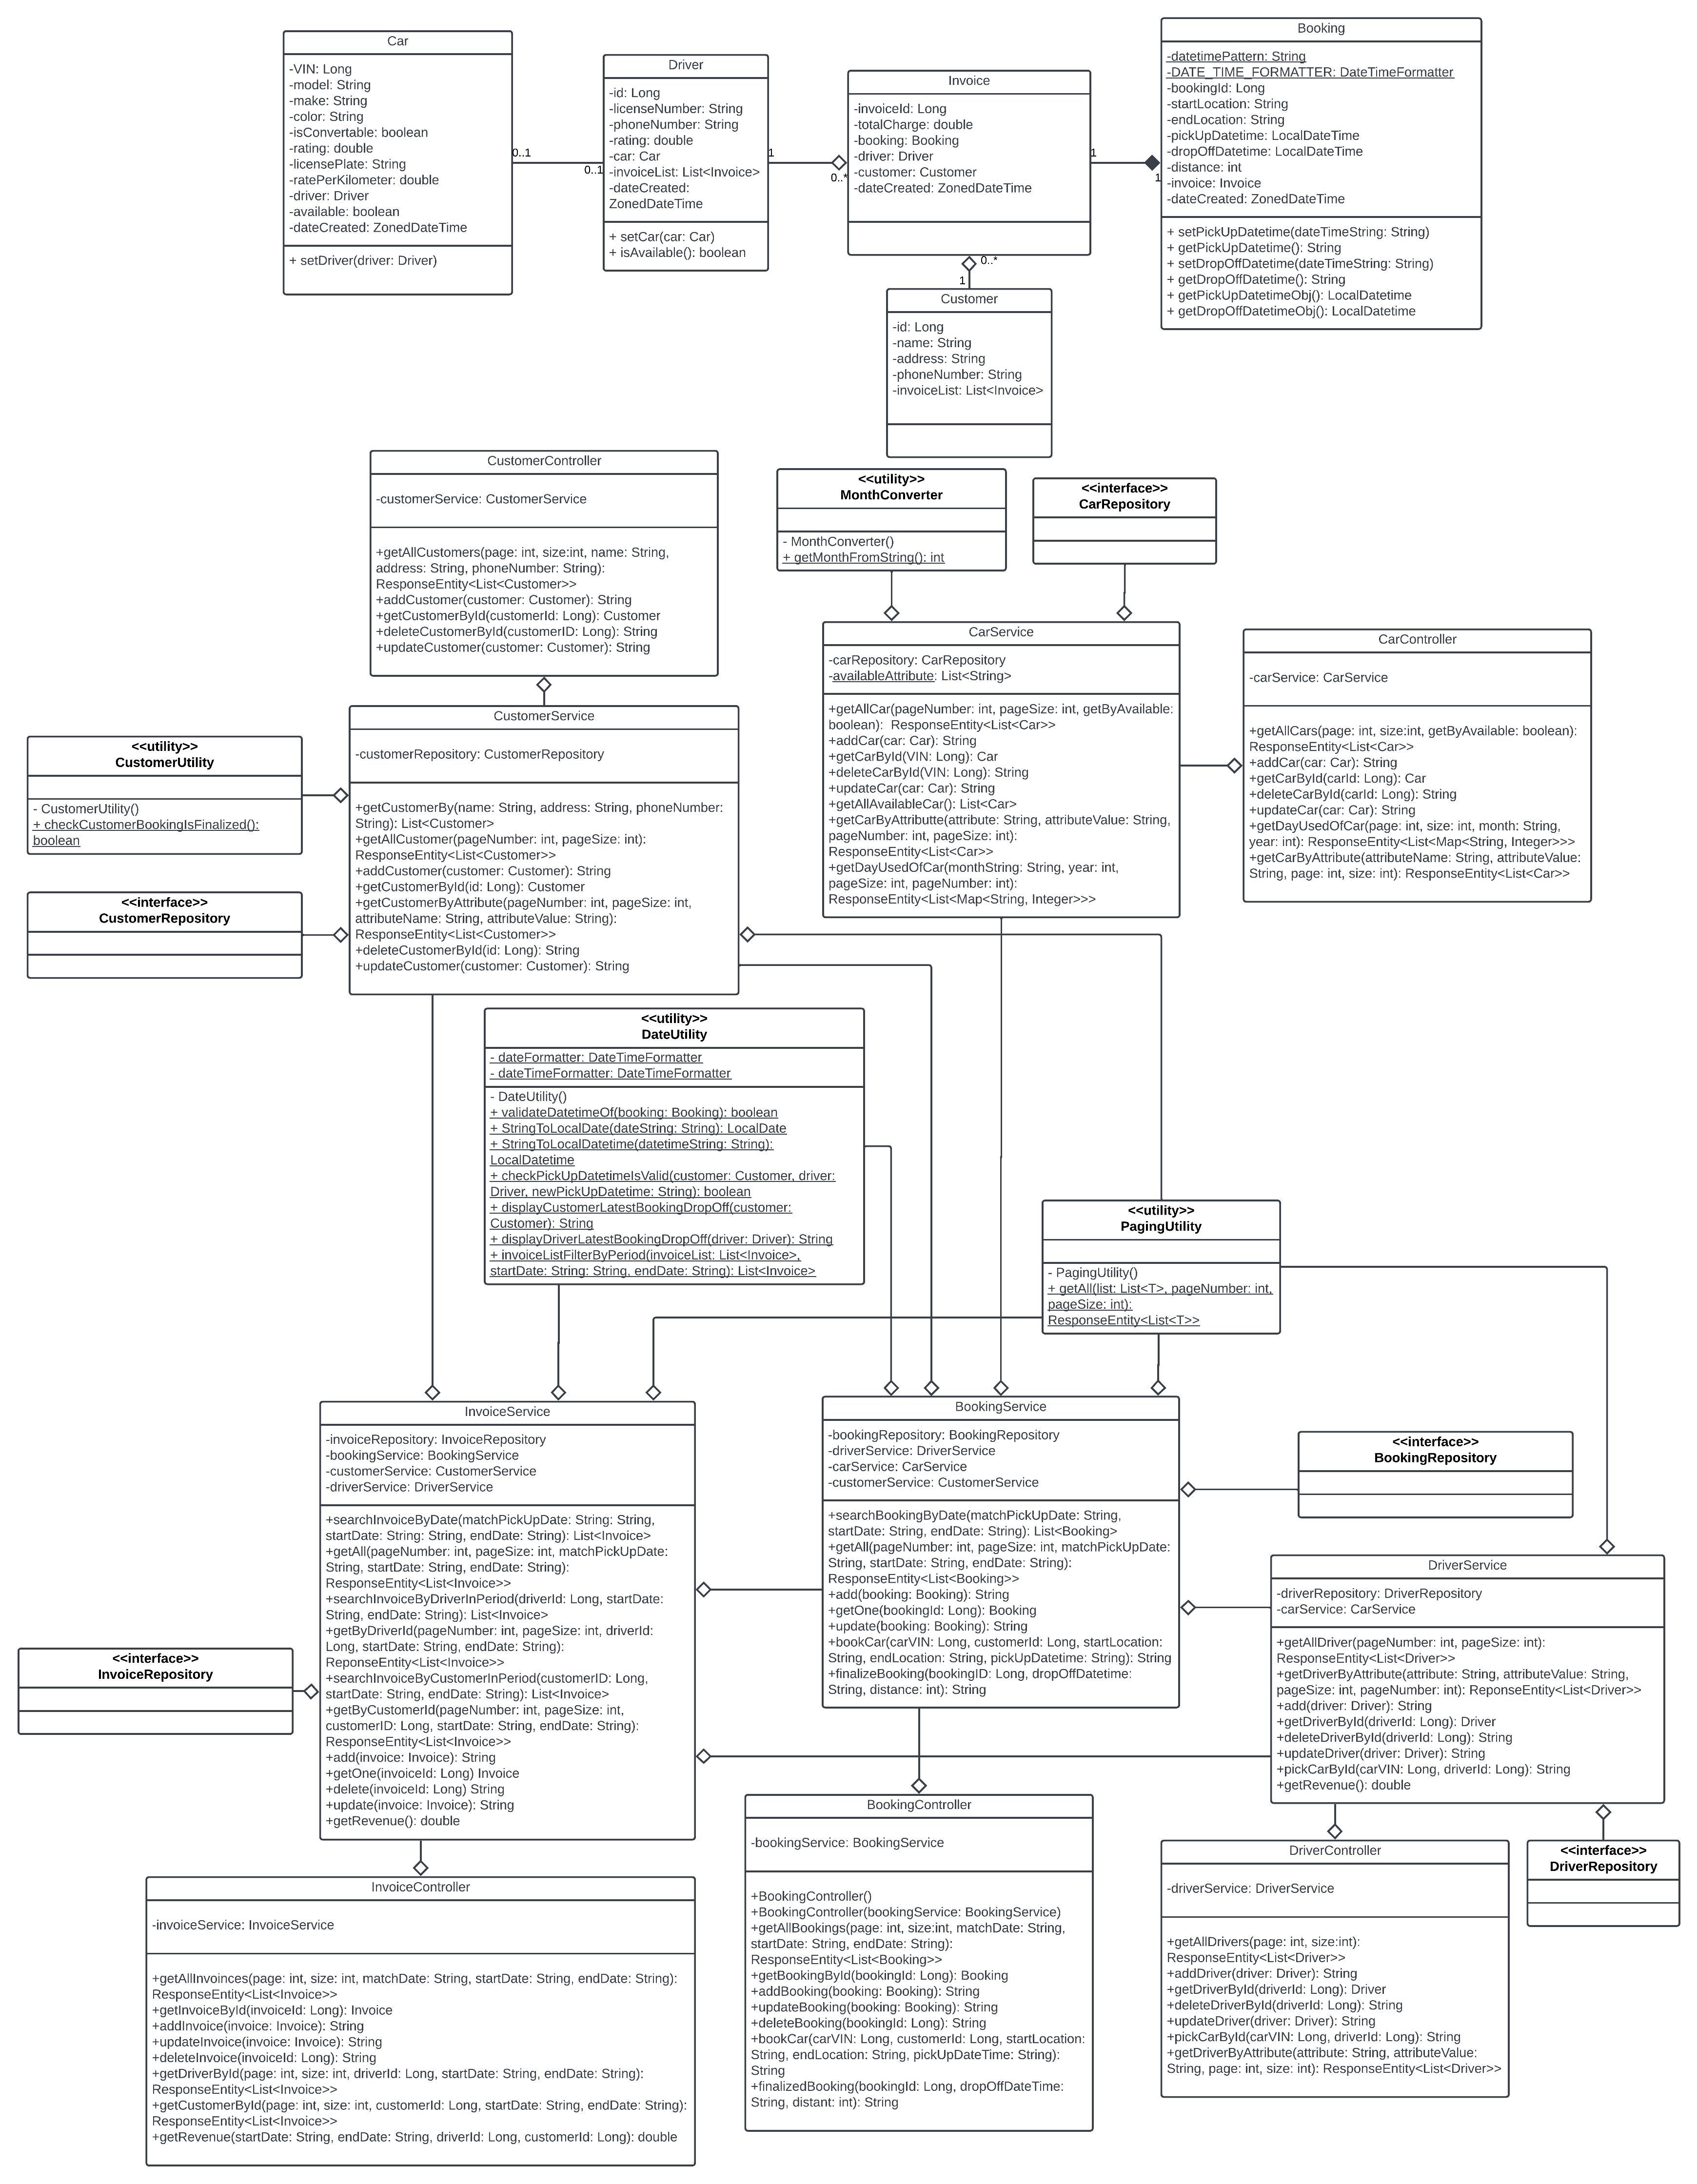 Car
-VIN: Long
-model: String
-make: String
-color: String
-isConvertable: boolean
-rating: double
-licensePlate: String
-ratePerKilometer: double
-driver: Driver
-available: boolean
-dateCreated: ZonedDateTime
+ setDriver(driver: Driver)
0..1
0..1
Driver
-id: Long
-licenseNumber: String
-phoneNumber: String
-rating: double
-car: Car
-invoiceList: List<Invoice>
-dateCreated:
ZonedDateTime
+ setCar(car: Car)
+ isAvailable(): boolean
1
0..*
Invoice
-invoiceId: Long
-totalCharge: double
-booking: Booking
-driver: Driver
-customer: Customer
-dateCreated: ZonedDateTime
1
1
0..*
1
Booking
-datetimePattern: String
-DATE_TIME_FORMATTER: DateTimeFormatter
-bookingId: Long
-startLocation: String
-endLocation: String
-pickUpDatetime: LocalDateTime
-dropOffDatetime: LocalDateTime
-distance: int
-invoice: Invoice
-dateCreated: ZonedDateTime
+ setPickUpDatetime(dateTimeString: String)
+ getPickUpDatetime(): String
+ setDropOffDatetime(dateTimeString: String)
+ getDropOffDatetime(): String
+ getPickUpDatetimeObj(): LocalDatetime
+ getDropOffDatetimeObj(): LocalDatetime
Customer
-id: Long
-name: String
-address: String
-phoneNumber: String
-invoiceList: List<Invoice>
CustomerController
-customerService: CustomerService
+getAllCustomers(page: int, size:int, name: String,
address: String, phoneNumber: String):
ResponseEntity<List<Customer>>
+addCustomer(customer: Customer): String
+getCustomerById(customerId: Long): Customer
+deleteCustomerById(customerID: Long): String
+updateCustomer(customer: Customer): String
<<utility>>
MonthConverter
- MonthConverter()
+ getMonthFromString(): int
<<interface>>
CarRepository
CarService
-carRepository: CarRepository
-availableAttribute: List<String>
+getAllCar(pageNumber: int, pageSize: int, getByAvailable:
boolean):  ResponseEntity<List<Car>>
+addCar(car: Car): String
+getCarById(VIN: Long): Car
+deleteCarById(VIN: Long): String
+updateCar(car: Car): String
+getAllAvailableCar(): List<Car>
+getCarByAttributte(attribute: String, attributeValue: String,
pageNumber: int, pageSize: int):
ResponseEntity<List<Car>>
+getDayUsedOfCar(monthString: String, year: int,
pageSize: int, pageNumber: int):
ResponseEntity<List<Map<String, Integer>>>
CarController
-carService: CarService
+getAllCars(page: int, size:int, getByAvailable: boolean):
ResponseEntity<List<Car>>
+addCar(car: Car): String
+getCarById(carId: Long): Car
+deleteCarById(carId: Long): String
+updateCar(car: Car): String
+getDayUsedOfCar(page: int, size: int, month: String,
year: int): ResponseEntity<List<Map<String, Integer>>>
+getCarByAttribute(attributeName: String, attributeValue:
String, page: int, size: int): ResponseEntity<List<Car>>
CustomerService
-customerRepository: CustomerRepository
+getCustomerBy(name: String, address: String, phoneNumber:
String): List<Customer>
+getAllCustomer(pageNumber: int, pageSize: int):
ResponseEntity<List<Customer>>
+addCustomer(customer: Customer): String
+getCustomerById(id: Long): Customer
+getCustomerByAttribute(pageNumber: int, pageSize: int,
attributeName: String, attributeValue: String):
ResponseEntity<List<Customer>>
+deleteCustomerById(id: Long): String
+updateCustomer(customer: Customer): String
<<utility>>
CustomerUtility
- CustomerUtility()
+ checkCustomerBookingIsFinalized():
boolean
<<interface>>
CustomerRepository
<<utility>>
DateUtility
- dateFormatter: DateTimeFormatter
- dateTimeFormatter: DateTimeFormatter
- DateUtility()
+ validateDatetimeOf(booking: Booking): boolean
+ StringToLocalDate(dateString: String): LocalDate
+ StringToLocalDatetime(datetimeString: String):
LocalDatetime
+ checkPickUpDatetimeIsValid(customer: Customer, driver:
Driver, newPickUpDatetime: String): boolean
+ displayCustomerLatestBookingDropOff(customer:
Customer): String
+ displayDriverLatestBookingDropOff(driver: Driver): String
+ invoiceListFilterByPeriod(invoiceList: List<Invoice>,
startDate: String: String, endDate: String): List<Invoice>
<<utility>>
PagingUtility
- PagingUtility()
+ getAll(list: List<T>, pageNumber: int,
pageSize: int):
ResponseEntity<List<T>>
InvoiceService
-invoiceRepository: InvoiceRepository
-bookingService: BookingService
-customerService: CustomerService
-driverService: DriverService
+searchInvoiceByDate(matchPickUpDate: String: String,
startDate: String: String, endDate: String): List<Invoice>
+getAll(pageNumber: int, pageSize: int, matchPickUpDate:
String, startDate: String, endDate: String):
ResponseEntity<List<Invoice>>
+searchInvoiceByDriverInPeriod(driverId: Long, startDate:
String, endDate: String): List<Invoice>
+getByDriverId(pageNumber: int, pageSize: int, driverId:
Long, startDate: String, endDate: String):
ReponseEntity<List<Invoice>>
+searchInvoiceByCustomerInPeriod(customerID: Long,
startDate: String, endDate: String): List<Invoice>
+getByCustomerId(pageNumber: int, pageSize: int,
customerID: Long, startDate: String, endDate: String):
ResponseEntity<List<Invoice>>
+add(invoice: Invoice): String
+getOne(invoiceId: Long) Invoice
+delete(invoiceId: Long) String
+update(invoice: Invoice): String
+getRevenue(): double
BookingService
-bookingRepository: BookingRepository
-driverService: DriverService
-carService: CarService
-customerService: CustomerService
+searchBookingByDate(matchPickUpDate: String,
startDate: String, endDate: String): List<Booking>
+getAll(pageNumber: int, pageSize: int, matchPickUpDate:
String, startDate: String, endDate: String):
ResponseEntity<List<Booking>>
+add(booking: Booking): String
+getOne(bookingId: Long): Booking
+update(booking: Booking): String
+bookCar(carVIN: Long, customerId: Long, startLocation:
String, endLocation: String, pickUpDatetime: String): String
+finalizeBooking(bookingID: Long, dropOffDatetime:
String, distance: int): String
<<interface>>
BookingRepository
DriverService
-driverRepository: DriverRepository
-carService: CarService
+getAllDriver(pageNumber: int, pageSize: int):
ResponseEntity<List<Driver>>
+getDriverByAttribute(attribute: String, attributeValue: String,
pageSize: int, pageNumber: int): ReponseEntity<List<Driver>>
+add(driver: Driver): String
+getDriverById(driverId: Long): Driver
+deleteDriverById(driverId: Long): String
+updateDriver(driver: Driver): String
+pickCarById(carVIN: Long, driverId: Long): String
+getRevenue(): double
<<interface>>
InvoiceRepository
InvoiceController
-invoiceService: InvoiceService
+getAllInvoinces(page: int, size: int, matchDate: String, startDate: String, endDate: String):
ResponseEntity<List<Invoice>>
+getInvoiceById(invoiceId: Long): Invoice
+addInvoice(invoice: Invoice): String
+updateInvoice(invoice: Invoice): String
+deleteInvoice(invoiceId: Long): String
+getDriverById(page: int, size: int, driverId: Long, startDate: String, endDate: String):
ResponseEntity<List<Invoice>>
+getCustomerById(page: int, size: int, customerId: Long, startDate: String, endDate: String):
ResponseEntity<List<Invoice>>
+getRevenue(startDate: String, endDate: String, driverId: Long, customerId: Long): double
BookingController
-bookingService: BookingService
+BookingController()
+BookingController(bookingService: BookingService)
+getAllBookings(page: int, size:int, matchDate: String,
startDate: String, endDate: String):
ResponseEntity<List<Booking>>
+getBookingById(bookingId: Long): Booking
+addBooking(booking: Booking): String
+updateBooking(booking: Booking): String
+deleteBooking(bookingId: Long): String
+bookCar(carVIN: Long, customerId: Long, startLocation:
String, endLocation: String, pickUpDateTime: String):
String
+finalizedBooking(bookingId: Long, dropOffDateTime:
String, distant: int): String
DriverController
-driverService: DriverService
+getAllDrivers(page: int, size:int):
ResponseEntity<List<Driver>>
+addDriver(driver: Driver): String
+getDriverById(driverId: Long): Driver
+deleteDriverById(driverId: Long): String
+updateDriver(driver: Driver): String
+pickCarById(carVIN: Long, driverId: Long): String
+getDriverByAttribute(attribute: String, attributeValue:
String, page: int, size: int): ResponseEntity<List<Driver>>
<<interface>>
DriverRepository